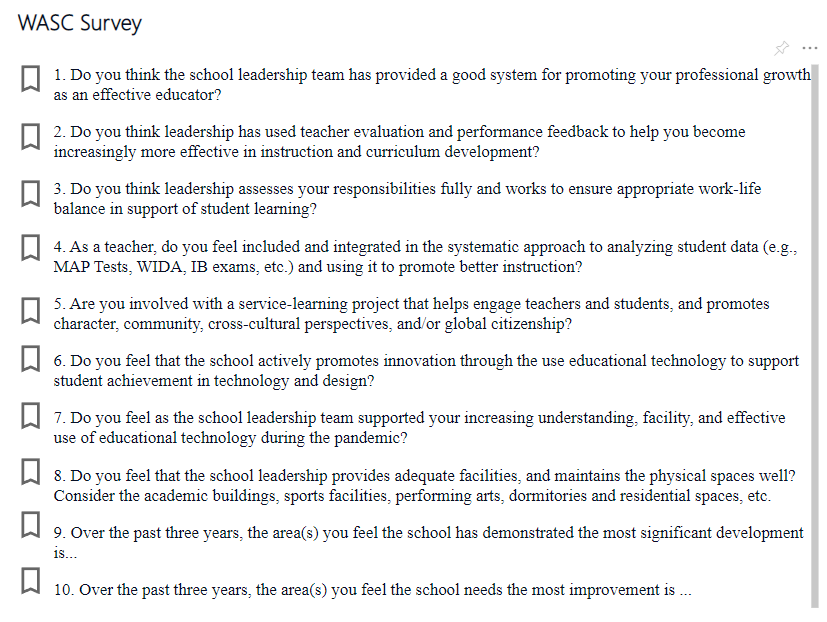 WASC Survey
1. Do you think the school leadership team has provided a good system for promoting your professional growth
as an effective educator?
2. Do you think leadership has used teacher evaluation and performance feedback to help you become
increasingly more effective in instruction and curriculum development?
3. Do you think leadership assesses your responsibilities fully and works to ensure appropriate work-life
balance in support of student learning?
4. As a teacher, do you feel included and integrated in the systematic approach to analyzing student data (e.g.,
MAP Tests, WIDA, IB exams, etc.) and using it to promote better instruction?
5. Are you involved with a service-learning project that helps engage teachers and students, and promotes
character, community, cross-cultural perspectives, and/or global citizenship?
6. Do you feel that the school actively promotes innovation through the use educational technology to support
student achievement in technology and design?
7. Do you feel as the school leadership team supported your increasing understanding, facility, and effective
use of educational technology during the pandemic?
8. Do you feel that the school leadership provides adequate facilities, and maintains the physical spaces well?
Consider the academic buildings, sports facilities, performing arts, dormitories and residential spaces, etc.
9. Over the past three years, the area(s) you feel the school has demonstrated the most significant development
is...
10. Over the past three years, the area(s) you feel the school needs the most improvement is ...